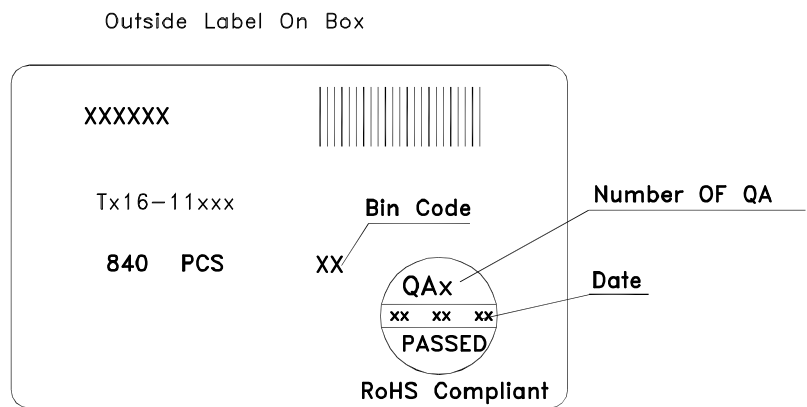 Outside Label On Box
XXXXXX
Tx16-11xxx
Bin Code
Number OF QA
840 PCS
XX
QAx
Date
xx xx xx
PASSED
RoHS Compliant